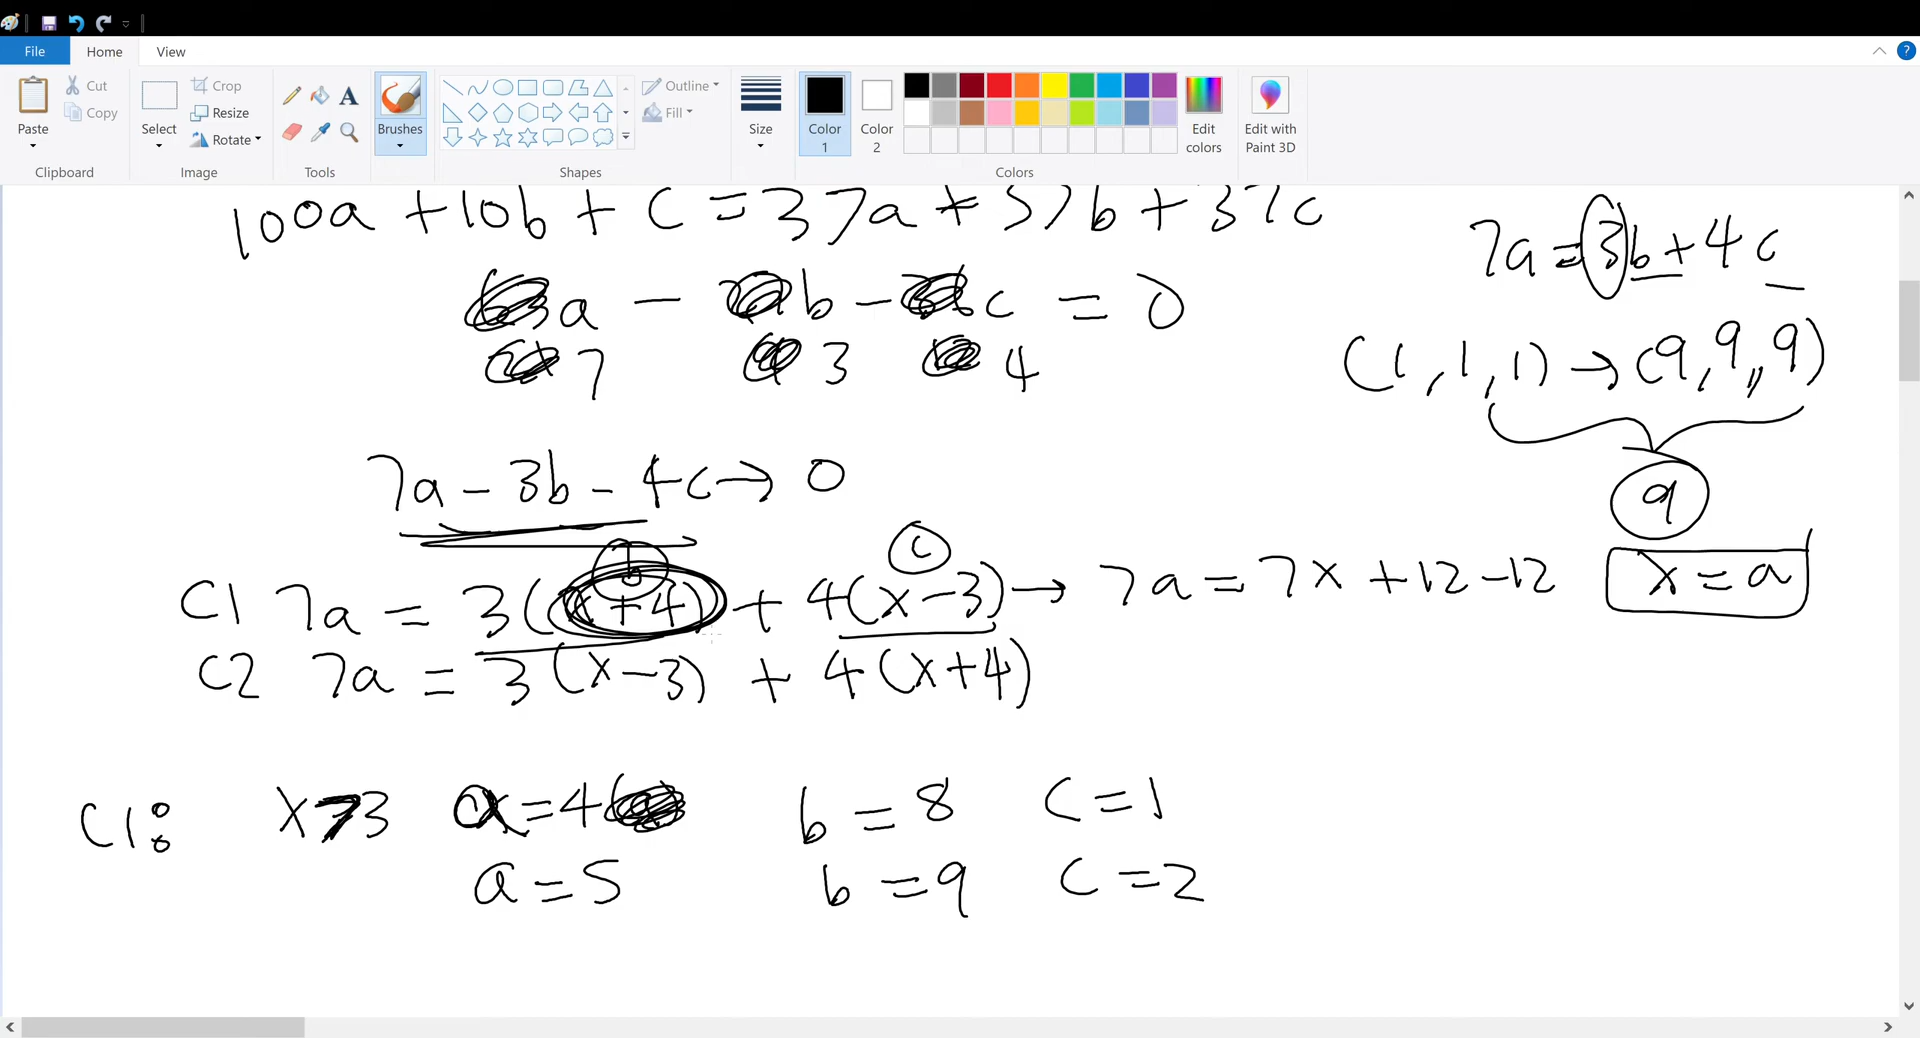 File Home View
Paste Cut Copy Select Crop Resize Rotate Brushes Outline Fill Size Color 1 Color 2 Edit colors Edit with Paint 3D
Clipboard Image Tools Shapes Colors
100a + 10b + c = 37a + 37b + 37c
7a = 3b + 4c
a - b - c = 0
7 3 4
(1, 1, 1) → (9, 9, 9)
9
7a - 3b - 4c → 0
b c
C1 7a = 3(x+4) + 4(x-3) → 7a = 7x + 12 - 12 x = a
C2 7a = 3(x-3) + 4(x+4)
C1: x>3 a=4 b=8 c=1
a=5 b=9 c=2